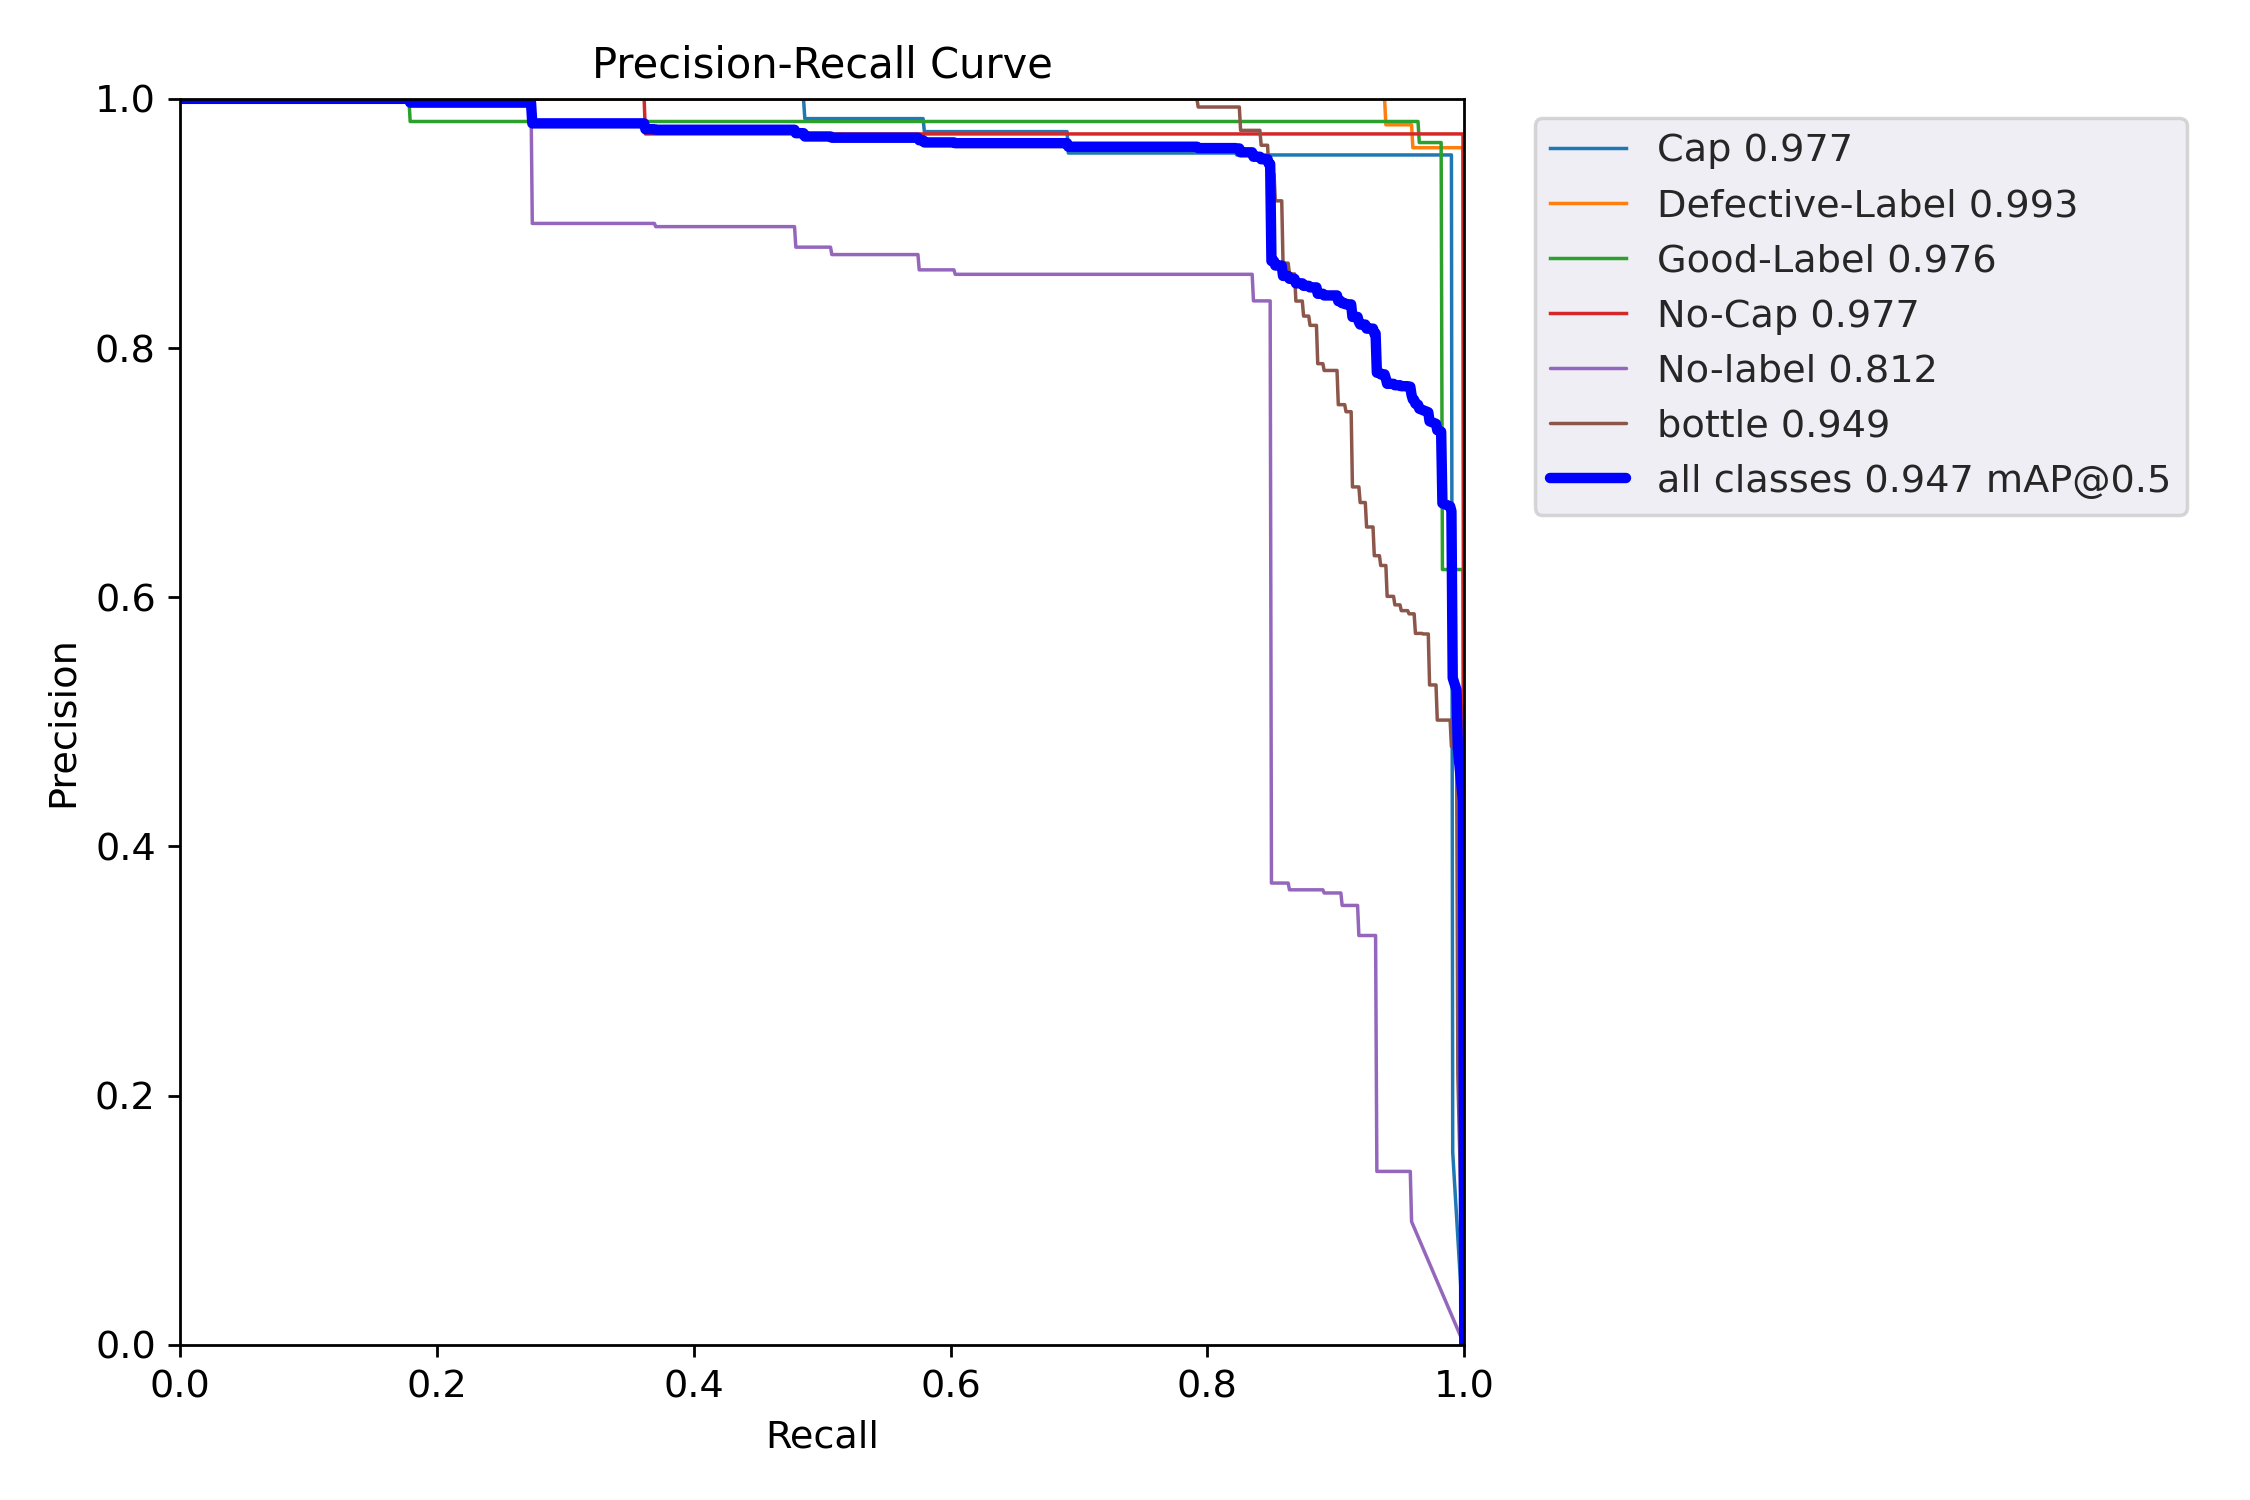 Precision-Recall Curve
1.0
0.8
0.6
0.4
0.2
0.0
Precision
0.0 0.2 0.4 0.6 0.8 1.0
Recall
Cap 0.977
Defective-Label 0.993
Good-Label 0.976
No-Cap 0.977
No-label 0.812
bottle 0.949
all classes 0.947 mAP@0.5